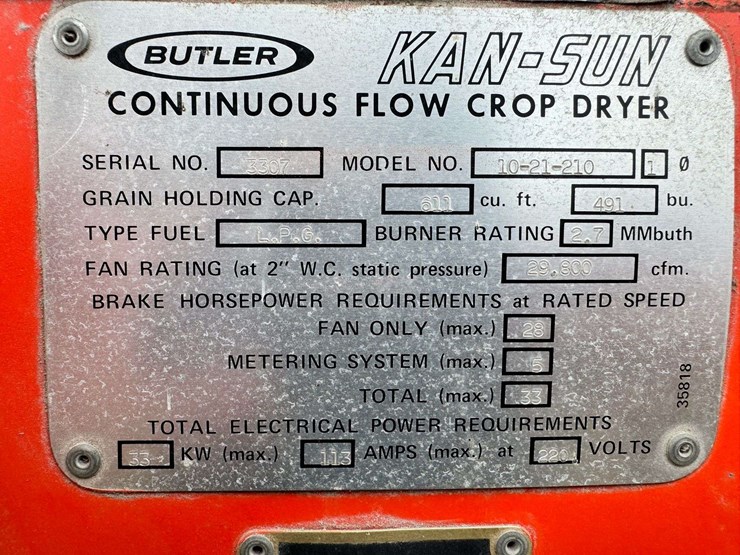 BUTLER KAN-SUN
CONTINUOUS FLOW CROP DRYER
SERIAL NO. 3307 MODEL NO. 10-21-210 1 Ø
GRAIN HOLDING CAP. 611 cu. ft. 491 bu.
TYPE FUEL L.P.G. BURNER RATING 2.7 MMbuth
FAN RATING (at 2" W.C. static pressure) 29,800 cfm.
BRAKE HORSEPOWER REQUIREMENTS at RATED SPEED
FAN ONLY (max.) 28
METERING SYSTEM (max.) 5
TOTAL (max.) 33
35818
TOTAL ELECTRICAL POWER REQUIREMENTS
33 KW (max.) 113 AMPS (max.) at 220 VOLTS